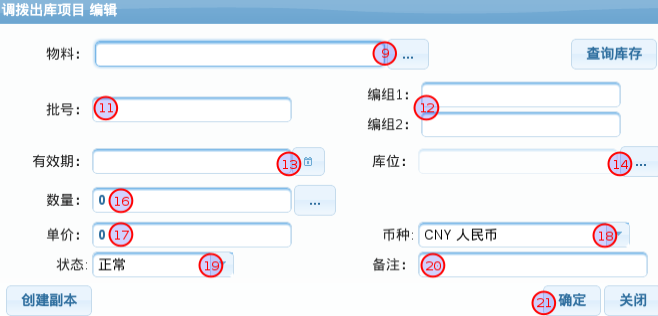 调拨出库项目 编辑
物料: 9 ... 查询库存
批号: 11 编组1: 12
编组2:
有效期: 13 库位: 14 ...
数量: 0 16 ...
单价: 0 17 币种: CNY 人民币 18
状态: 正常 19 备注: 20
创建副本 21 确定 关闭